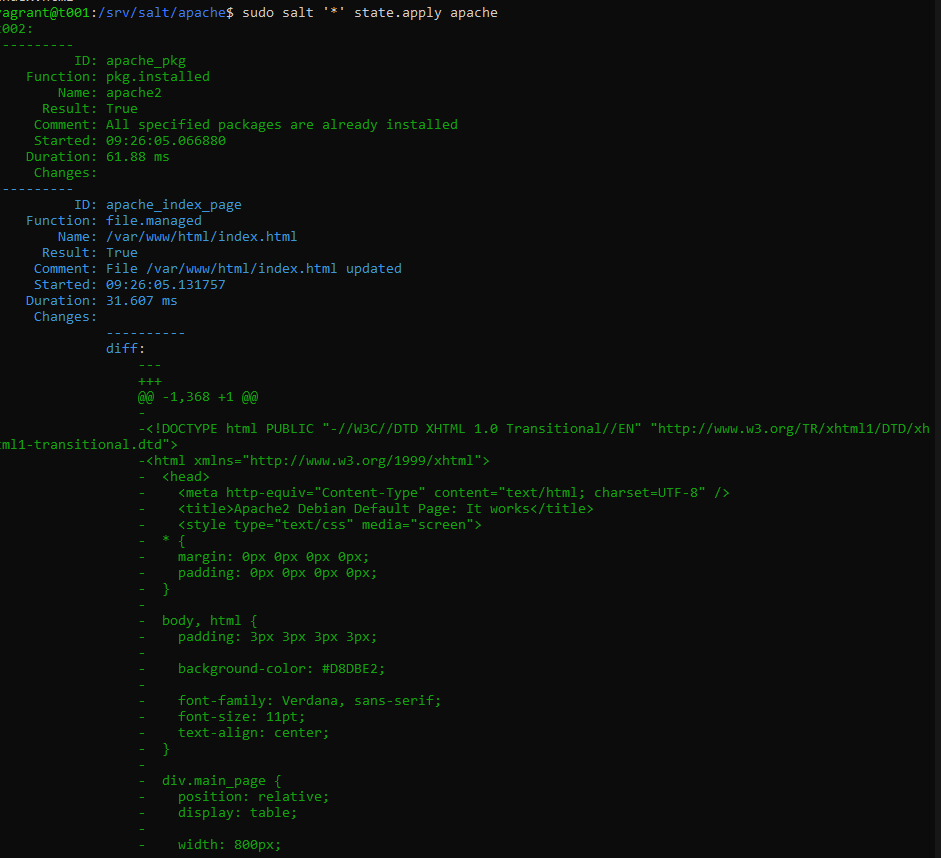 vagrant@t001:/srv/salt/apache$ sudo salt '*' state.apply apache
t002:
----------
ID: apache_pkg
Function: pkg.installed
Name: apache2
Result: True
Comment: All specified packages are already installed
Started: 09:26:05.066880
Duration: 61.88 ms
Changes:
----------
ID: apache_index_page
Function: file.managed
Name: /var/www/html/index.html
Result: True
Comment: File /var/www/html/index.html updated
Started: 09:26:05.131757
Duration: 31.607 ms
Changes:
----------
diff:
---
+++
@@ -1,368 +1 @@
-
-<!DOCTYPE html PUBLIC "-//W3C//DTD XHTML 1.0 Transitional//EN" "http://www.w3.org/TR/xhtml1/DTD/xh
tml1-transitional.dtd">
-<html xmlns="http://www.w3.org/1999/xhtml">
-  <head>
-    <meta http-equiv="Content-Type" content="text/html; charset=UTF-8" />
-    <title>Apache2 Debian Default Page: It works</title>
-    <style type="text/css" media="screen">
-  * {
-    margin: 0px 0px 0px 0px;
-    padding: 0px 0px 0px 0px;
-  }
-
-  body, html {
-    padding: 3px 3px 3px 3px;
-
-    background-color: #D8DBE2;
-
-    font-family: Verdana, sans-serif;
-    font-size: 11pt;
-    text-align: center;
-  }
-
-  div.main_page {
-    position: relative;
-    display: table;
-
-    width: 800px;